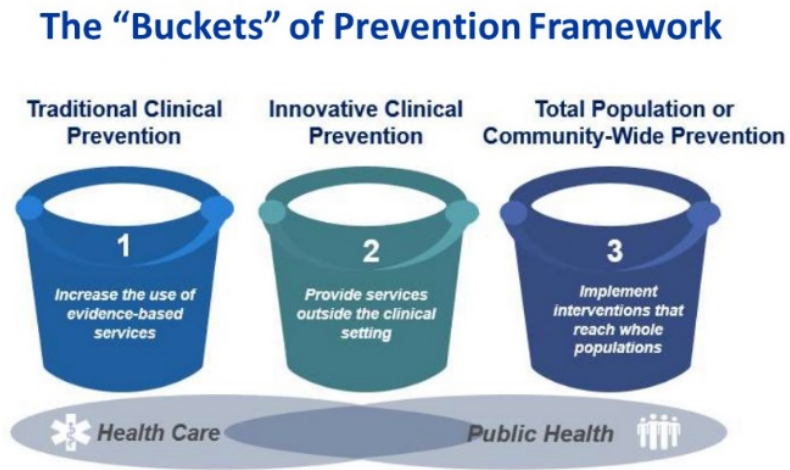 The “Buckets” of Prevention Framework
Traditional Clinical
Prevention
Innovative Clinical
Prevention
Total Population or
Community-Wide Prevention
1
Increase the use of
evidence-based
services
2
Provide services
outside the clinical
setting
3
Implement
interventions that
reach whole
populations
Health Care
Public Health